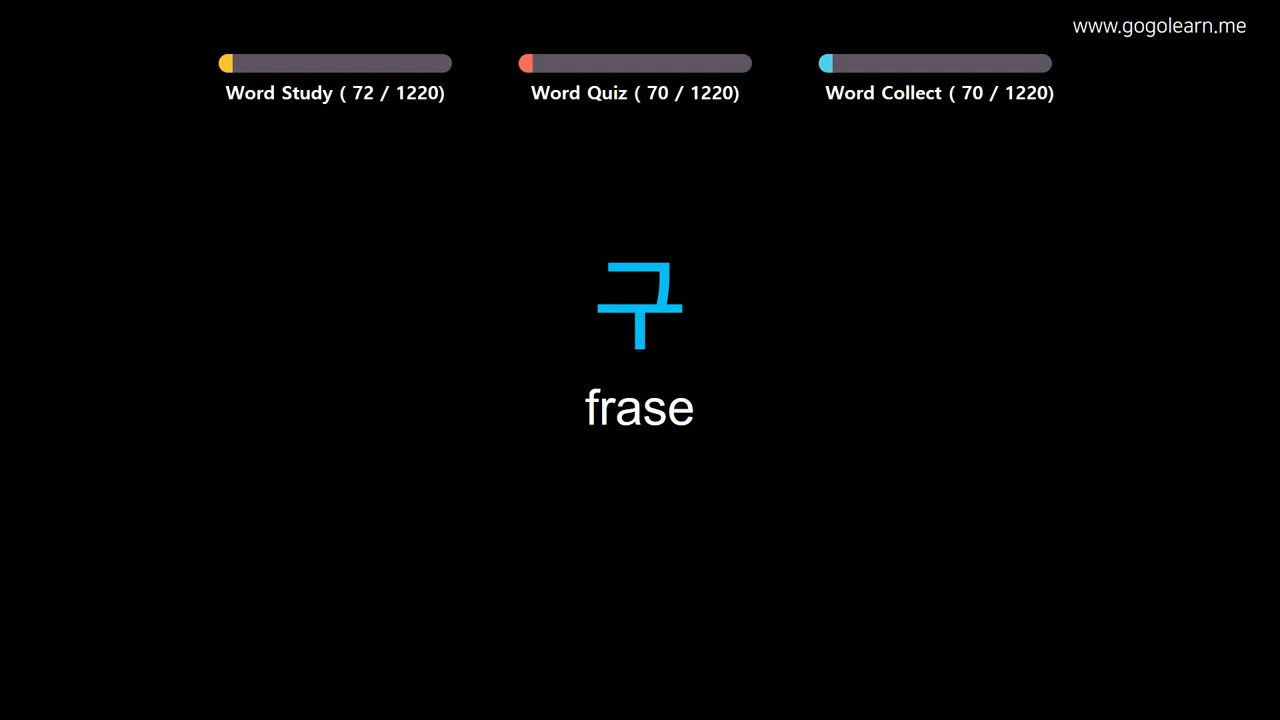 www.gogolearn.me
Word Study ( 72 / 1220)
Word Quiz ( 70 / 1220)
Word Collect ( 70 / 1220)
구
frase